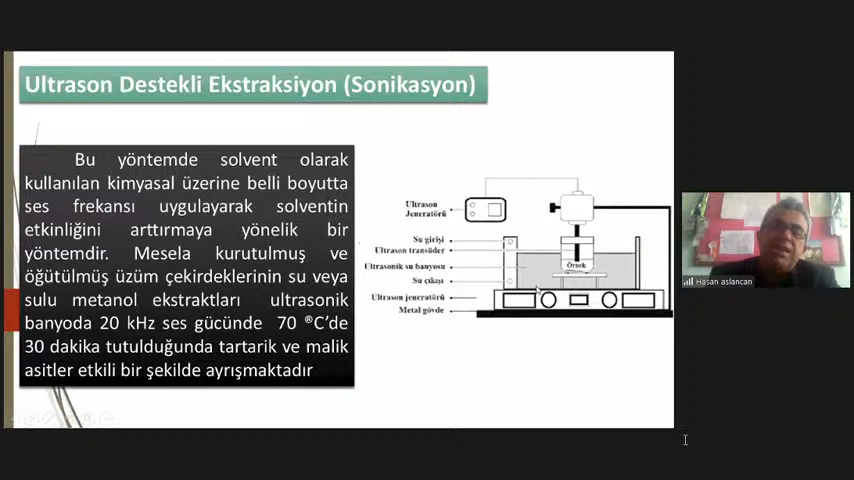 Ultrason Destekli Ekstraksiyon (Sonikasyon)
Bu yöntemde solvent olarak
kullanılan kimyasal üzerine belli boyutta
ses frekansı uygulayarak solventin
etkinliğini arttırmaya yönelik bir
yöntemdir. Mesela kurutulmuş ve
öğütülmüş üzüm çekirdeklerinin su veya
sulu metanol ekstraktları ultrasonik
banyoda 20 kHz ses gücünde 70 ®C’de
30 dakika tutulduğunda tartarik ve malik
asitler etkili bir şekilde ayrışmaktadır
Ultrason
Jeneratörü
Su girişi
Ultrason transdüser
Ultrasonik su banyosu
Su çıkışı
Ultrason jeneratörü
Metal gövde
Örnek
Hasan aslancan